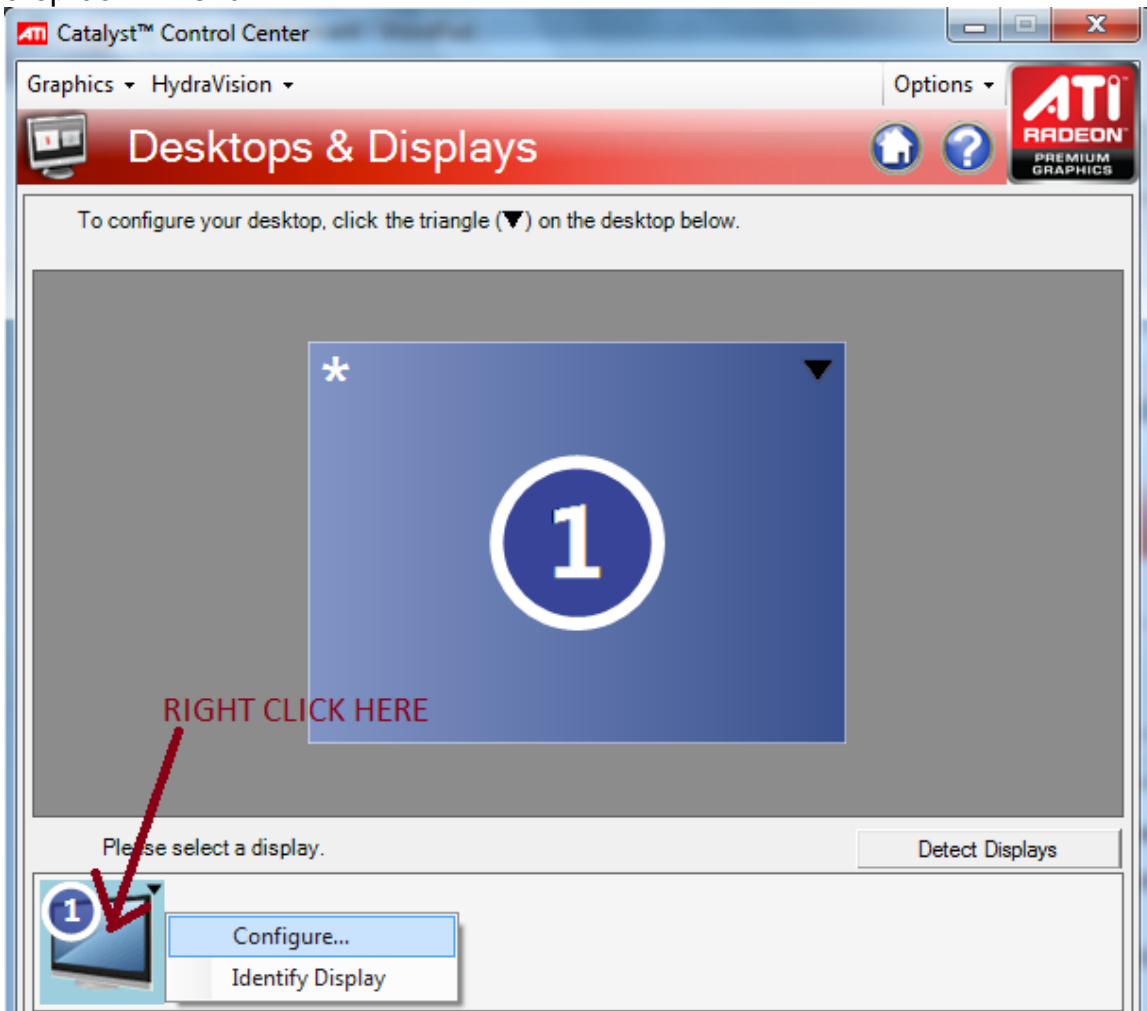 ATI Catalyst™ Control Center
Graphics HydraVision Options
ATI
RADEON
PREMIUM
GRAPHICS
Desktops & Displays
To configure your desktop, click the triangle (▼) on the desktop below.
*
1
RIGHT CLICK HERE
Please select a display.
Detect Displays
1
Configure...
Identify Display